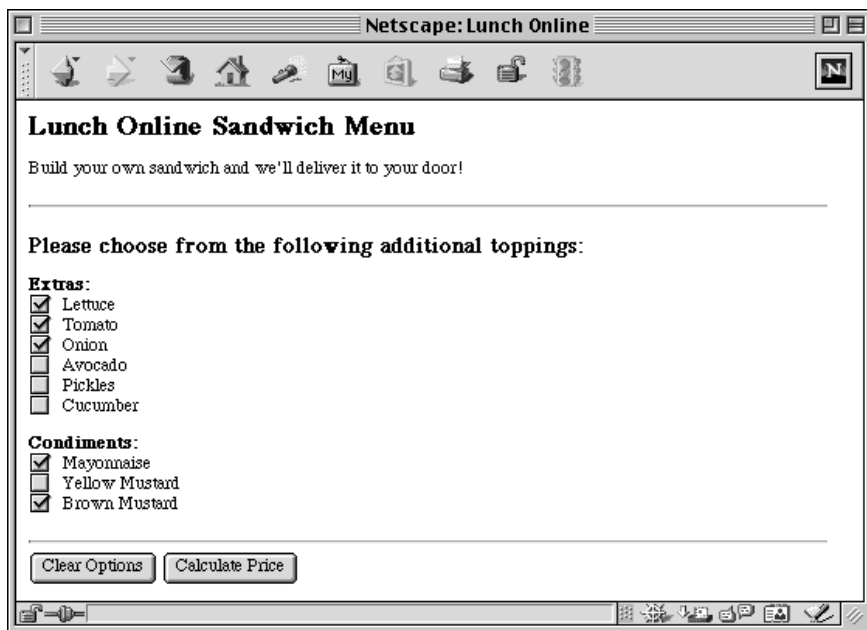 Netscape: Lunch Online
My
N
Lunch Online Sandwich Menu
Build your own sandwich and we'll deliver it to your door!
Please choose from the following additional toppings:
Extras:
Lettuce
Tomato
Onion
Avocado
Pickles
Cucumber
Condiments:
Mayonnaise
Yellow Mustard
Brown Mustard
Clear Options Calculate Price